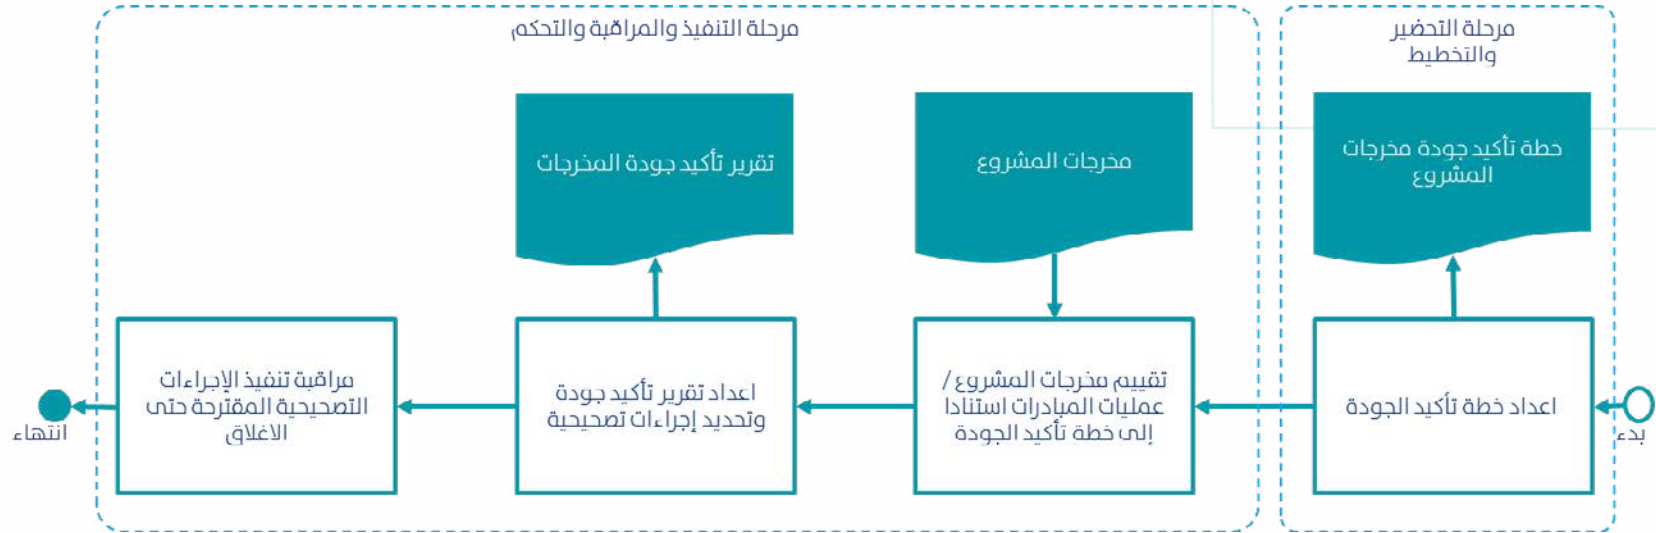 مرحلة التحضير
والتخطيط
خطة تأكيد جودة مخرجات
المشروع
بدء
اعداد خطة تأكيد الجودة
مرحلة التنفيذ والمراقبة والتحكم
مخرجات المشروع
تقييم مخرجات المشروع /
عمليات المبادرات استنادا
إلى خطة تأكيد الجودة
تقرير تأكيد جودة المخرجات
اعداد تقرير تأكيد جودة
وتحديد إجراءات تصحيحية
مراقبة تنفيذ الإجراءات
التصحيحية المقترحة حتى
الاغلاق
انتهاء